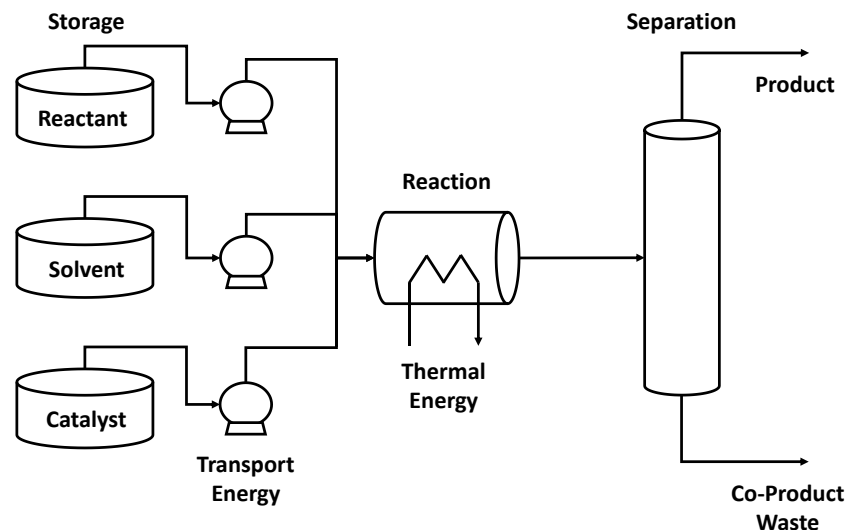 Storage
Separation
Reactant
Product
Reaction
Solvent
Thermal
Energy
Catalyst
Transport
Energy
Co-Product
Waste